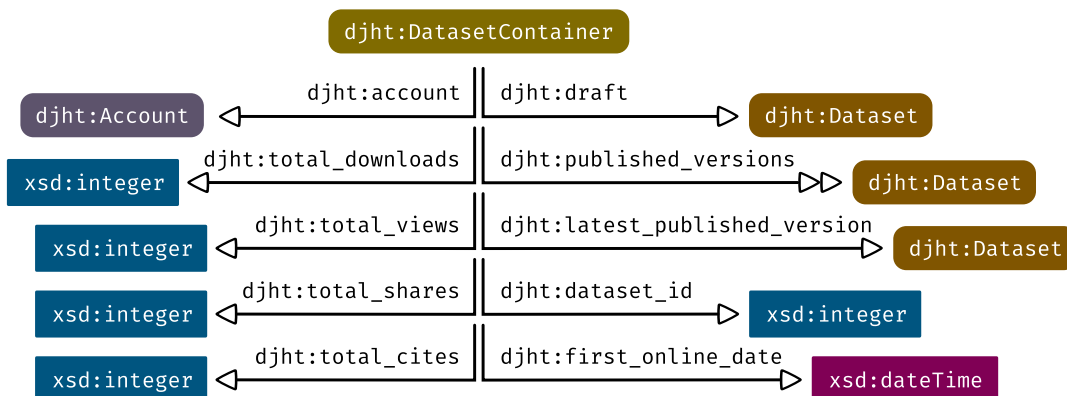 djht:DatasetContainer
djht:account djht:draft
djht:Account djht:Dataset
djht:total_downloads djht:published_versions
xsd:integer djht:Dataset
djht:total_views djht:latest_published_version
xsd:integer djht:Dataset
djht:total_shares djht:dataset_id
xsd:integer xsd:integer
djht:total_cites djht:first_online_date
xsd:integer xsd:dateTime